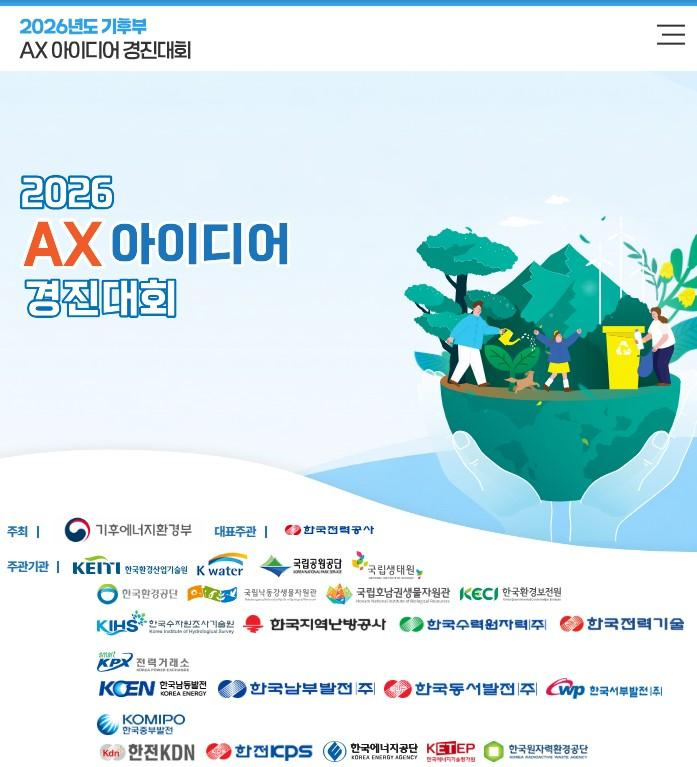 2026년도 기후부
AX 아이디어 경진대회
2026
AX 아이디어
경진대회
주최 | 기후에너지환경부 대표주관 | 한국전력공사
주관기관 | KEITI 한국환경산업기술원 K water 국립공원공단 KOREA NATIONAL PARK SERVICE 국립생태원
한국환경공단 국립낙동강생물자원관 국립호남권생물자원관 Honam National Institute of Biological Resources KECI 한국환경보전원
KIHS 한국수자원조사기술원 Korea Institute of Hydrological Survey 한국지역난방공사 한국수력원자력(주) 한국전력기술
smart KPX 전력거래소 KOREA POWER EXCHANGE
KOEN 한국남동발전 KOREA ENERGY 한국남부발전(주) 한국동서발전(주) wp 한국서부발전(주)
KOMIPO 한국중부발전
Kdn 한전KDN 한전KPS 한국에너지공단 KOREA ENERGY AGENCY KETEP 한국에너지기술평가원 한국원자력환경공단 KOREA RADIOACTIVE WASTE AGENCY